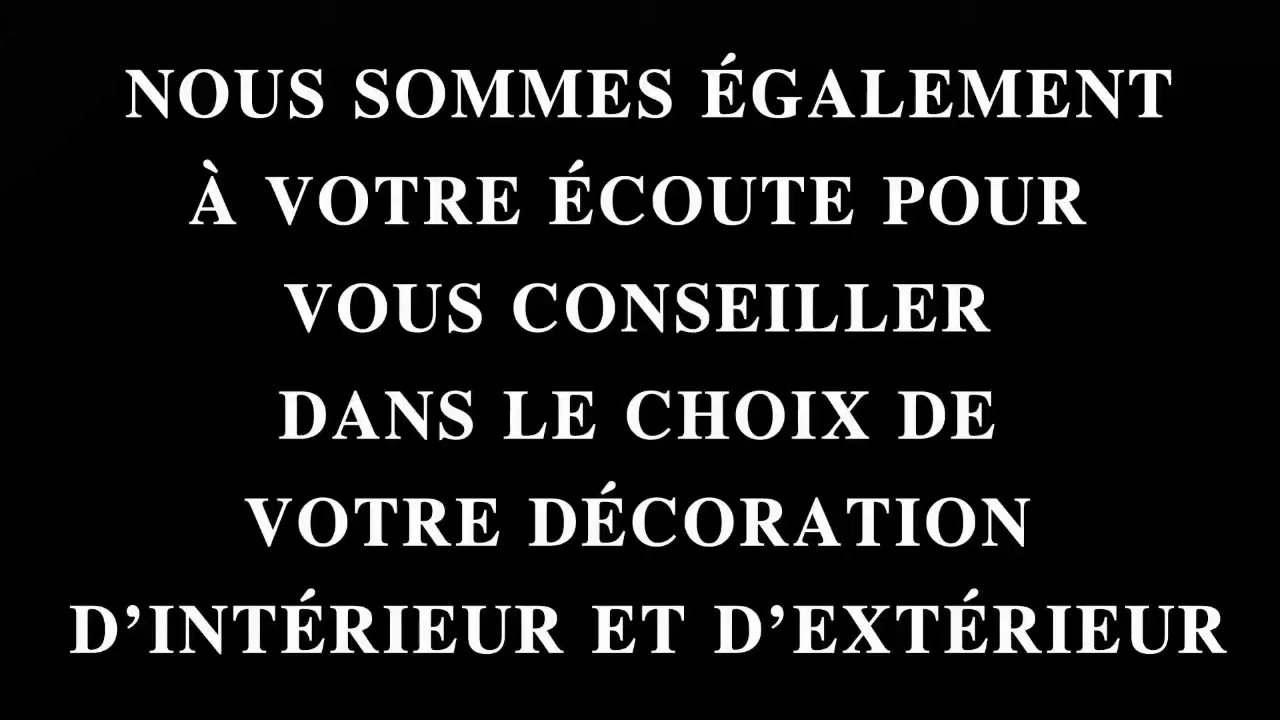 NOUS SOMMES ÉGALEMENT
À VOTRE ÉCOUTE POUR
VOUS CONSEILLER
DANS LE CHOIX DE
VOTRE DÉCORATION
D’INTÉRIEUR ET D’EXTÉRIEUR